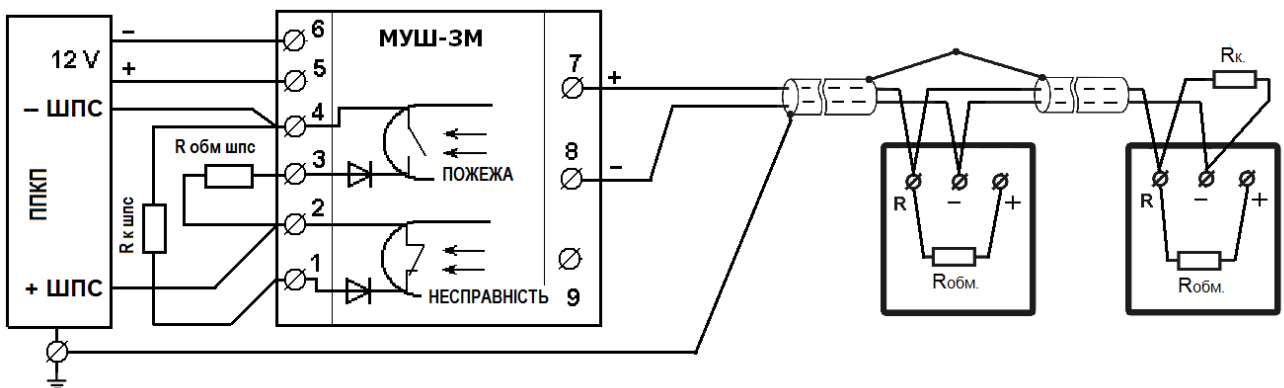 МУШ-3М
–
12 V
+
– ШПС
ППКП
+ ШПС
R обм шпс
R к шпс
6
5
4
3
2
1
ПОЖЕЖА
НЕСПРАВНІСТЬ
7
8
9
+
–
R – +
Rобм.
Rк.
R – +
Rобм.